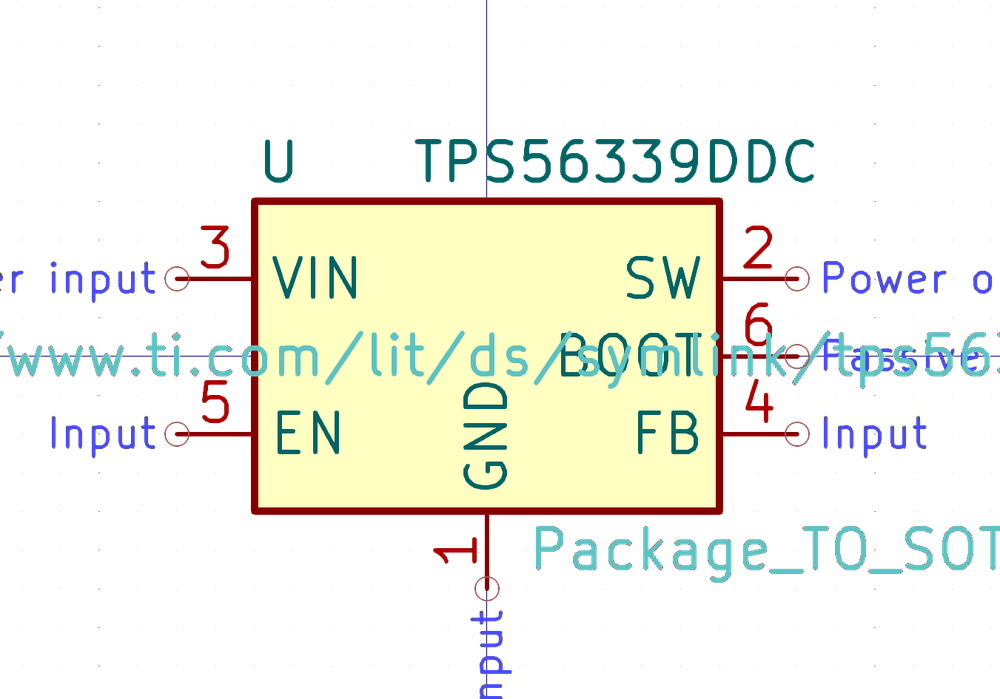 U TPS56339DDC
3 2
er input VIN SW Power o
6
/www.ti.com/lit/ds/symlink/tps563
BOOT Passive
5 4
Input EN GND FB Input
1 Package_TO_SOT
nput